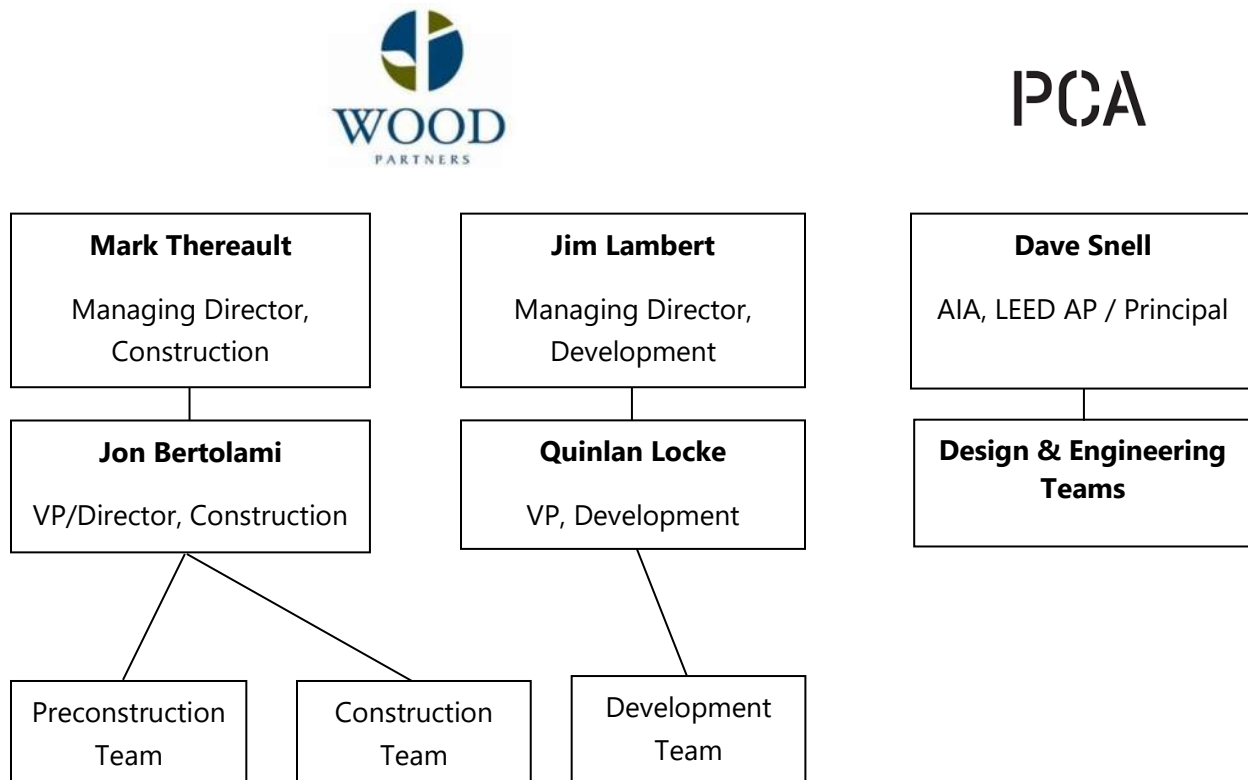 WOOD
PARTNERS
PCA
Mark Thereault
Managing Director,
Construction
Jim Lambert
Managing Director,
Development
Dave Snell
AIA, LEED AP / Principal
Jon Bertolami
VP/Director, Construction
Quinlan Locke
VP, Development
Design & Engineering
Teams
Preconstruction
Team
Construction
Team
Development
Team